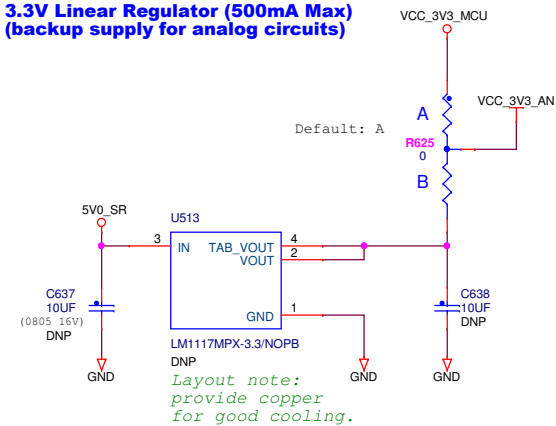 3.3V Linear Regulator (500mA Max)
(backup supply for analog circuits)
VCC_3V3_MCU
VCC_3V3_AN
A
Default: A
R625
0
B
5V0_SR
U513
3
IN
TAB_VOUT
4
VOUT
2
GND
1
C637
10UF
(0805 16V)
DNP
C638
10UF
DNP
LM1117MPX-3.3/NOPB
DNP
GND
GND
GND
Layout note:
provide copper
for good cooling.